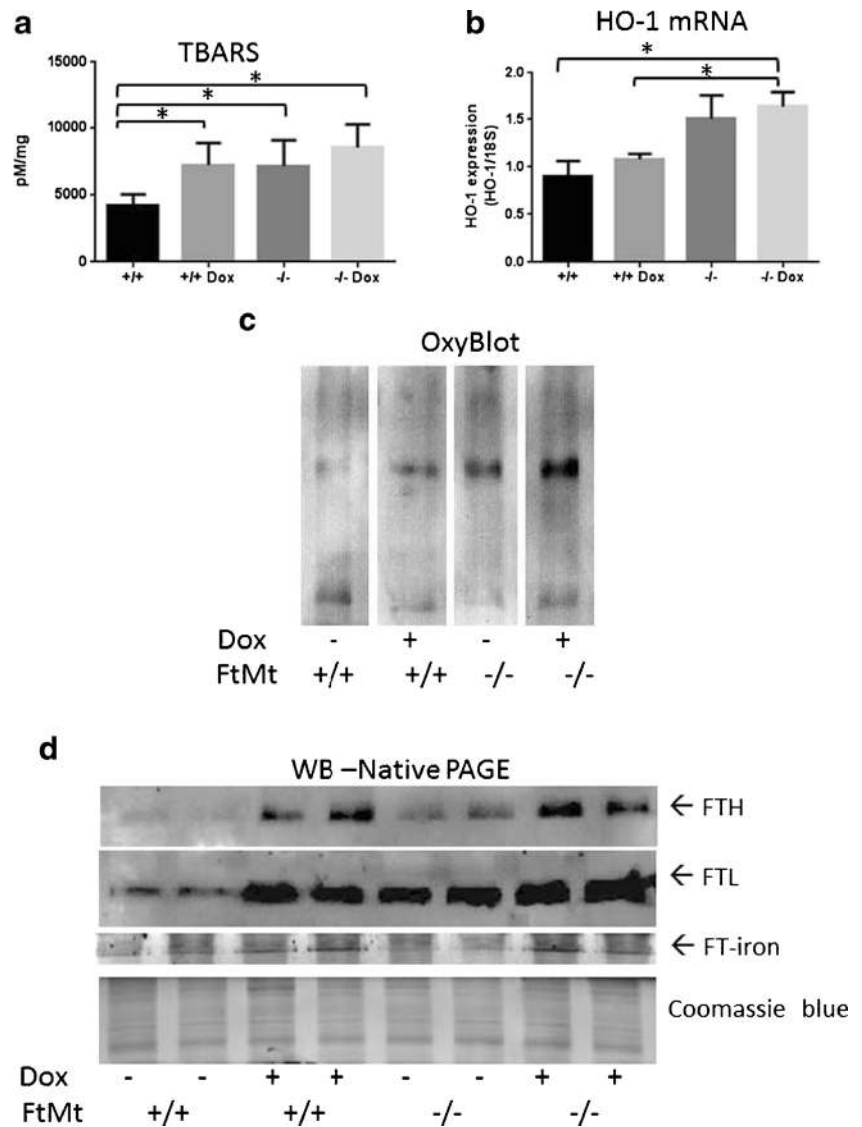 a
TBARS
pM/mg
15000
10000
5000
0
*
*
*
+/+
+/+ Dox
-/-
-/- Dox
b
HO-1 mRNA
HO-1 expression
(HO-1/18S)
2.0
1.5
1.0
0.5
0.0
*
*
+/+
+/+ Dox
-/-
-/- Dox
c
OxyBlot
Dox - + - +
FtMt +/+ +/+ -/- -/-
d
WB –Native PAGE
← FTH
← FTL
← FT-iron
Coomassie blue
Dox - - + + - - + +
FtMt +/+ +/+ -/- -/-